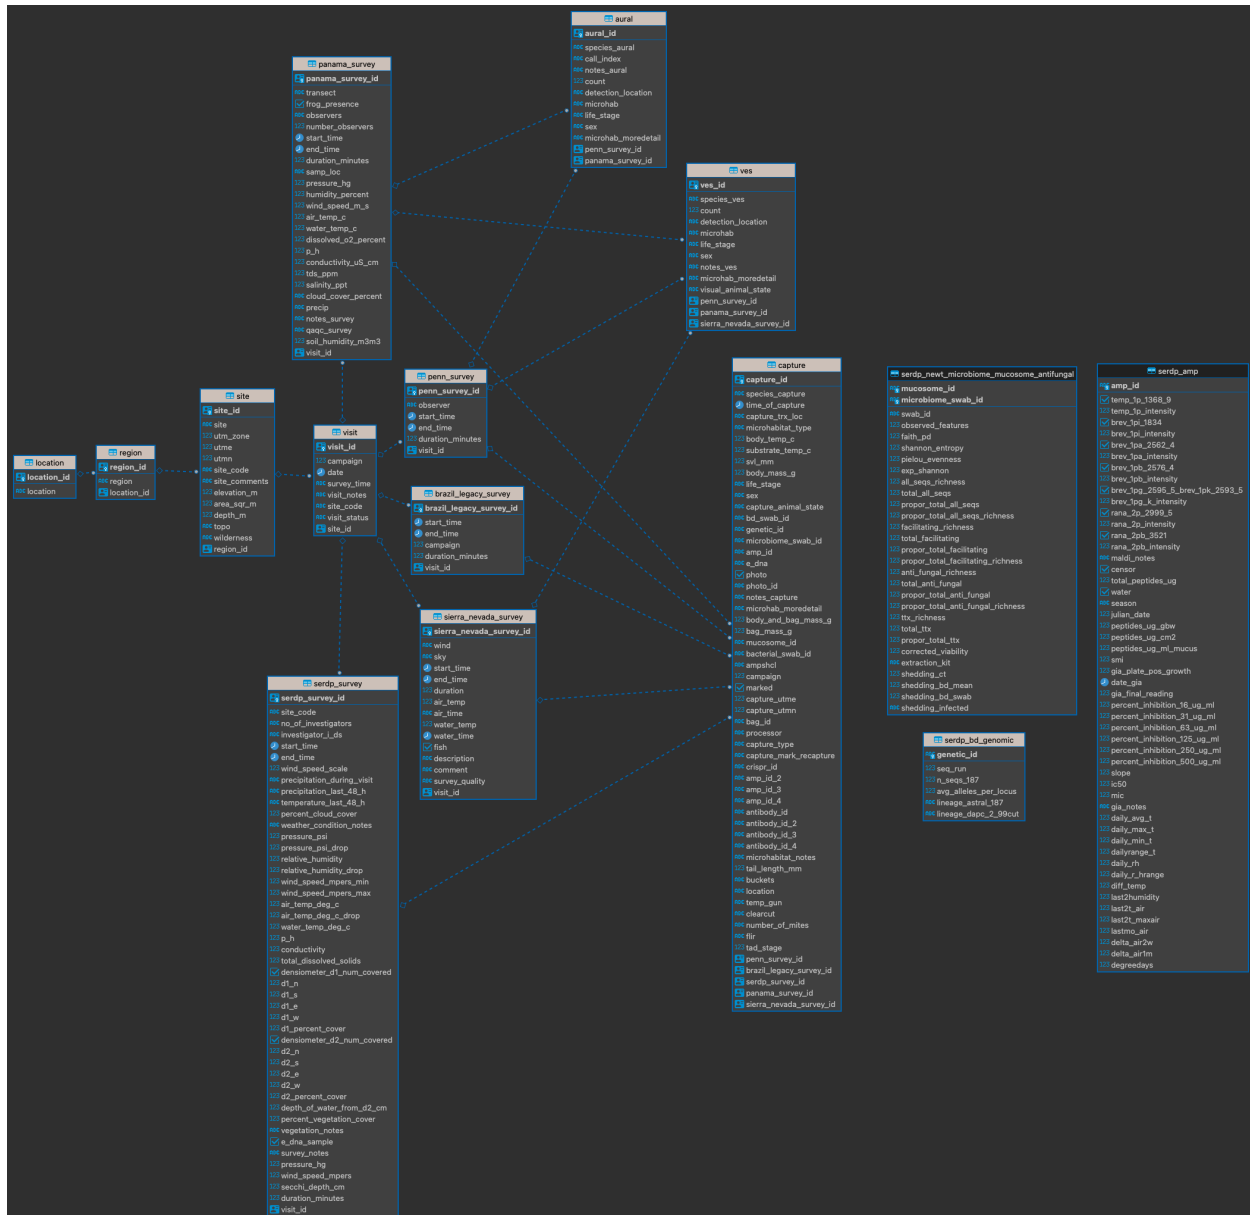 aural
aural_id
species_aural
call_index
notes_aural
count
detection_location
microhab
life_stage
sex
microhab_moredetail
penn_survey_id
panama_survey_id
panama_survey
panama_survey_id
transect
frog_presence
observers
number_observers
start_time
end_time
duration_minutes
samp_loc
pressure_hg
humidity_percent
wind_speed_m_s
air_temp_c
water_temp_c
dissolved_o2_percent
p_h
conductivity_uS_cm
tds_ppm
salinity_ppt
cloud_cover_percent
precip
notes_survey
qaqc_survey
soil_humidity_m3m3
visit_id
ves
ves_id
species_ves
count
detection_location
microhab
life_stage
sex
notes_ves
microhab_moredetail
visual_animal_state
penn_survey_id
panama_survey_id
sierra_nevada_survey_id
location
location_id
location
region
region_id
region
location_id
site
site_id
site
utm_zone
utme
utmn
site_code
site_comments
elevation_m
area_sqr_m
depth_m
topo
wilderness
region_id
visit
visit_id
campaign
date
survey_time
visit_notes
site_code
visit_status
site_id
penn_survey
penn_survey_id
observer
start_time
end_time
duration_minutes
visit_id
brazil_legacy_survey
brazil_legacy_survey_id
start_time
end_time
campaign
duration_minutes
visit_id
sierra_nevada_survey
sierra_nevada_survey_id
wind
sky
start_time
end_time
duration
air_temp
air_time
water_temp
water_time
fish
description
comment
survey_quality
visit_id
serdp_survey
serdp_survey_id
site_code
no_of_investigators
investigator_i_ds
start_time
end_time
wind_speed_scale
precipitation_during_visit
precipitation_last_48_h
temperature_last_48_h
percent_cloud_cover
weather_condition_notes
pressure_psi
pressure_psi_drop
relative_humidity
relative_humidity_drop
wind_speed_mpers_min
wind_speed_mpers_max
air_temp_deg_c
air_temp_deg_c_drop
water_temp_deg_c
p_h
conductivity
total_dissolved_solids
densiometer_d1_num_covered
d1_n
d1_s
d1_e
d1_w
d1_percent_cover
densiometer_d2_num_covered
d2_n
d2_s
d2_e
d2_w
d2_percent_cover
depth_of_water_from_d2_cm
percent_vegetation_cover
vegetation_notes
e_dna_sample
survey_notes
pressure_hg
wind_speed_mpers
secchi_depth_cm
duration_minutes
visit_id
capture
capture_id
species_capture
time_of_capture
capture_trx_loc
microhabitat_type
body_temp_c
substrate_temp_c
svl_mm
body_mass_g
life_stage
sex
capture_animal_state
bd_swab_id
genetic_id
microbiome_swab_id
amp_id
e_dna
photo
photo_id
notes_capture
microhab_moredetail
body_and_bag_mass_g
bag_mass_g
mucosome_id
bacterial_swab_id
ampshcl
campaign
marked
capture_utme
capture_utmn
bag_id
processor
capture_type
capture_mark_recapture
crispr_id
amp_id_2
amp_id_3
amp_id_4
antibody_id
antibody_id_2
antibody_id_3
antibody_id_4
microhabitat_notes
tail_length_mm
buckets
location
temp_gun
clearcut
number_of_mites
flir
tad_stage
penn_survey_id
brazil_legacy_survey_id
serdp_survey_id
panama_survey_id
sierra_nevada_survey_id
serdp_newt_microbiome_mucosome_antifungal
mucosome_id
microbiome_swab_id
swab_id
observed_features
faith_pd
shannon_entropy
pielou_evenness
exp_shannon
all_seqs_richness
total_all_seqs
propor_total_all_seqs
propor_total_all_seqs_richness
facilitating_richness
total_facilitating
propor_total_facilitating
propor_total_facilitating_richness
anti_fungal_richness
total_anti_fungal
propor_total_anti_fungal
propor_total_anti_fungal_richness
ttx_richness
total_ttx
propor_total_ttx
corrected_viability
extraction_kit
shedding_ct
shedding_bd_mean
shedding_bd_swab
shedding_infected
serdp_bd_genomic
genetic_id
seq_run
n_seqs_187
avg_alleles_per_locus
lineage_astral_187
lineage_dapc_2_99cut
serdp_amp
amp_id
temp_1p_1368_9
temp_1p_intensity
brev_1pi_1834
brev_1pi_intensity
brev_1pa_2562_4
brev_1pa_intensity
brev_1pb_2576_4
brev_1pb_intensity
brev_1pg_2595_5_brev_1pk_2593_5
brev_1pg_k_intensity
rana_2p_2999_5
rana_2p_intensity
rana_2pb_3521
rana_2pb_intensity
maldi_notes
censor
total_peptides_ug
water
season
julian_date
peptides_ug_gbw
peptides_ug_cm2
peptides_ug_ml_mucus
smi
gia_plate_pos_growth
date_gia
gia_final_reading
percent_inhibition_16_ug_ml
percent_inhibition_31_ug_ml
percent_inhibition_63_ug_ml
percent_inhibition_125_ug_ml
percent_inhibition_250_ug_ml
percent_inhibition_500_ug_ml
slope
ic50
mic
gia_notes
daily_avg_t
daily_max_t
daily_min_t
dailyrange_t
daily_rh
daily_r_hrange
diff_temp
last2humidity
last2t_air
last2t_maxair
lastmo_air
delta_air2w
delta_air1m
degreedays